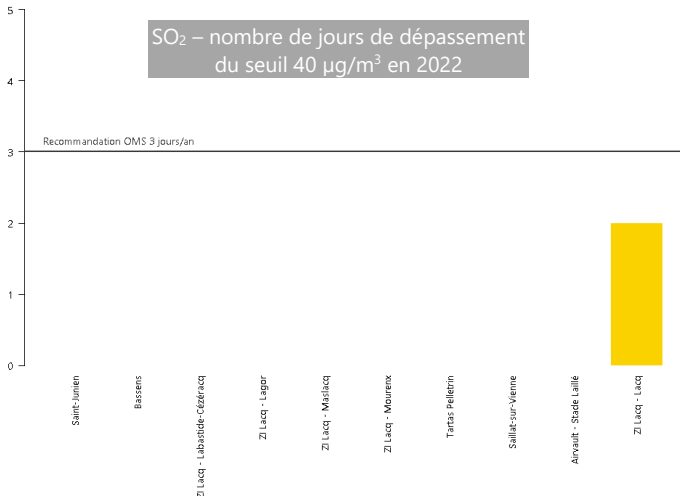 SO₂ – nombre de jours de dépassement
du seuil 40 µg/m³ en 2022
5
4
Recommandation OMS 3 jours/an
3
2
1
0
Saint-Junien
Bassens
ZI Lacq - Labastide-Cézéracq
ZI Lacq - Lagor
ZI Lacq - Maslacq
ZI Lacq - Mourenx
Tartas Pelletrin
Saillat-sur-Vienne
Airvault - Stade Laillé
ZI Lacq - Lacq